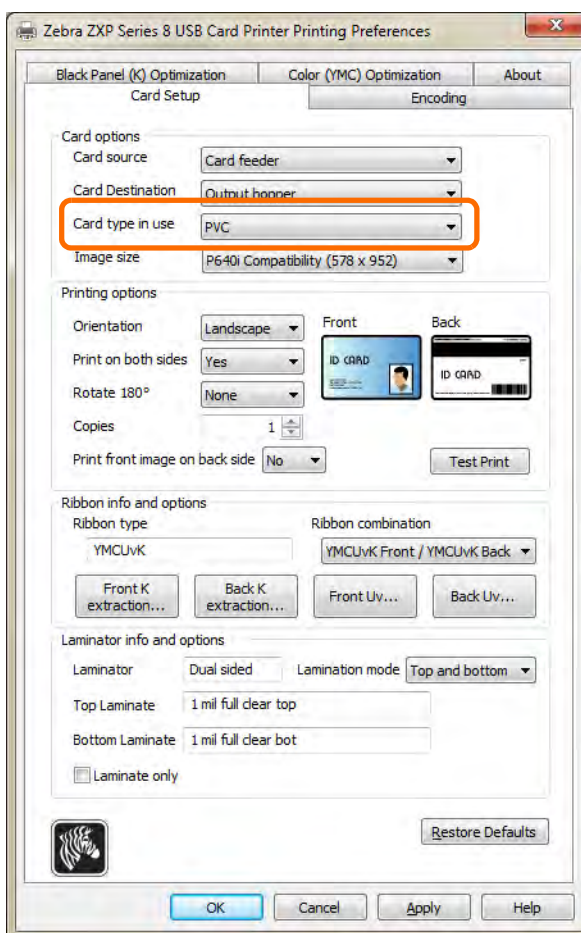 Zebra ZXP Series 8 USB Card Printer Printing Preferences
Black Panel (K) Optimization Color (YMC) Optimization About
Card Setup Encoding
Card options
Card source Card feeder
Card Destination Output hopper
Card type in use PVC
Image size P640i Compatibility (578 x 952)
Printing options
Orientation Landscape Front Back
Print on both sides Yes
ID CARD ID CARD
Rotate 180° None
Copies 1
Print front image on back side No Test Print
Ribbon info and options
Ribbon type Ribbon combination
YMCUvK YMCUvK Front / YMCUvK Back
Front K extraction... Back K extraction... Front Uv... Back Uv...
Laminator info and options
Laminator Dual sided Lamination mode Top and bottom
Top Laminate 1 mil full clear top
Bottom Laminate 1 mil full clear bot
Laminate only
Restore Defaults
OK Cancel Apply Help